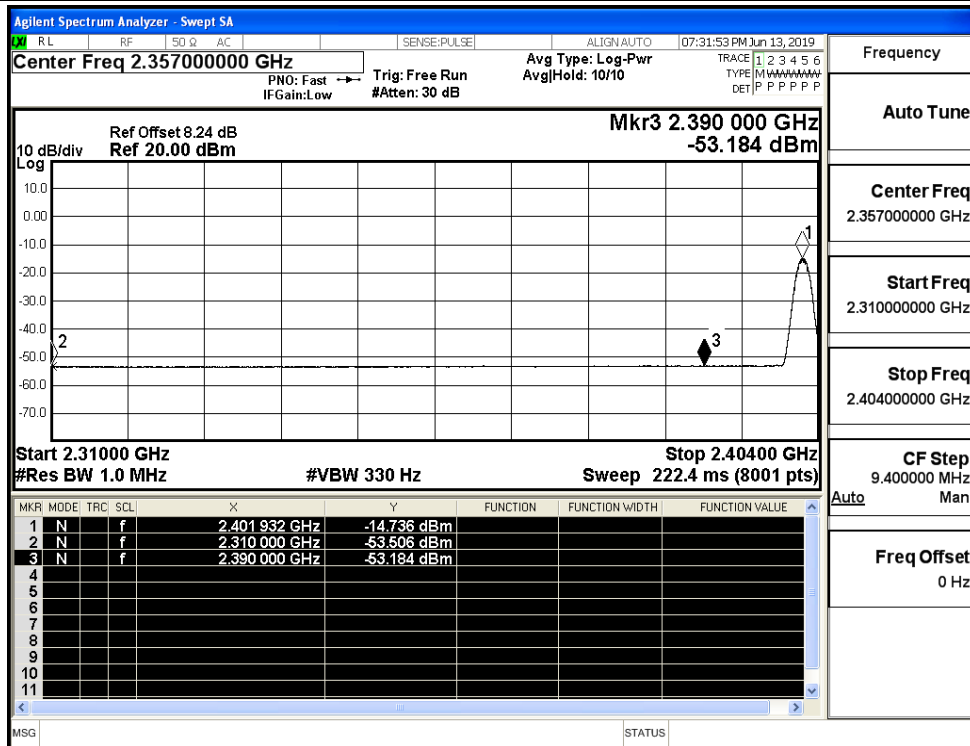 Agilent Spectrum Analyzer - Swept SA
LXI RL RF 50 Ω AC SENSE:PULSE ALIGN AUTO 07:31:53 PM Jun 13, 2019
Center Freq 2.357000000 GHz
PNO: Fast
IFGain:Low
Trig: Free Run
#Atten: 30 dB
Avg Type: Log-Pwr
Avg|Hold: 10/10
TRACE 1 2 3 4 5 6
TYPE M WWWWW
DET P P P P P P
Ref Offset 8.24 dB
10 dB/div Ref 20.00 dBm
Log
Mkr3 2.390 000 GHz
-53.184 dBm
10.0
0.00
-10.0
-20.0
-30.0
-40.0
-50.0
-60.0
-70.0
1
2
3
Start 2.31000 GHz Stop 2.40400 GHz
#Res BW 1.0 MHz #VBW 330 Hz Sweep 222.4 ms (8001 pts)
MKR MODE TRC SCL X Y FUNCTION FUNCTION WIDTH FUNCTION VALUE
1 N f 2.401 932 GHz -14.736 dBm
2 N f 2.310 000 GHz -53.506 dBm
3 N f 2.390 000 GHz -53.184 dBm
4
5
6
7
8
9
10
11
MSG STATUS
Frequency
Auto Tune
Center Freq
2.357000000 GHz
Start Freq
2.310000000 GHz
Stop Freq
2.404000000 GHz
CF Step
9.400000 MHz
Auto Man
Freq Offset
0 Hz